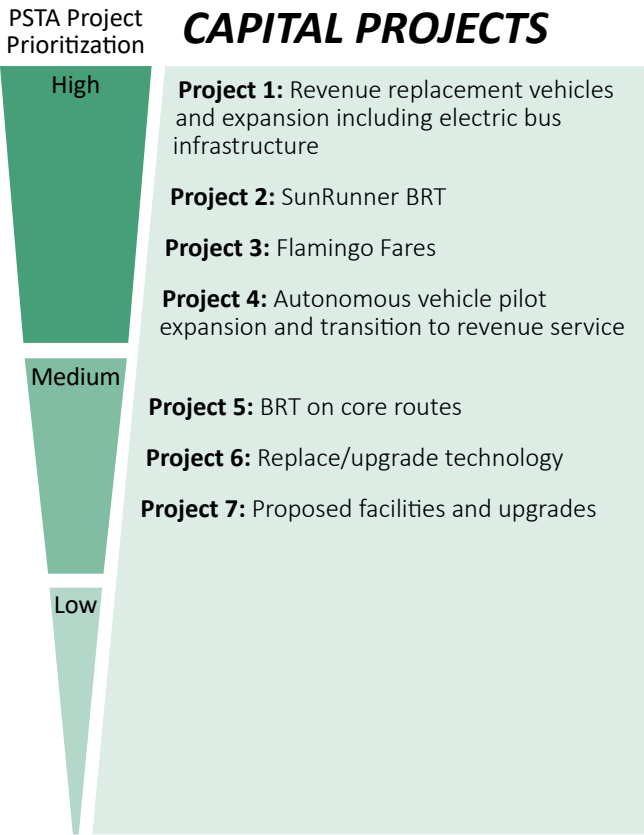 PSTA Project
Prioritization
CAPITAL PROJECTS
High
Project 1: Revenue replacement vehicles
and expansion including electric bus
infrastructure
Project 2: SunRunner BRT
Project 3: Flamingo Fares
Project 4: Autonomous vehicle pilot
expansion and transition to revenue service
Medium
Project 5: BRT on core routes
Project 6: Replace/upgrade technology
Project 7: Proposed facilities and upgrades
Low